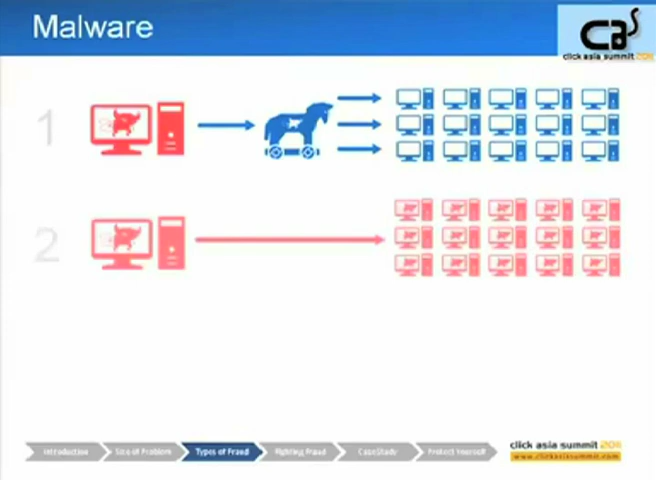 Malware
cas
click asia summit 2011
1
2
Introduction
Size of Problem
Types of Fraud
Fighting Fraud
Case Study
Protect Yourself
click asia summit 2011
www.clickasiasummit.com